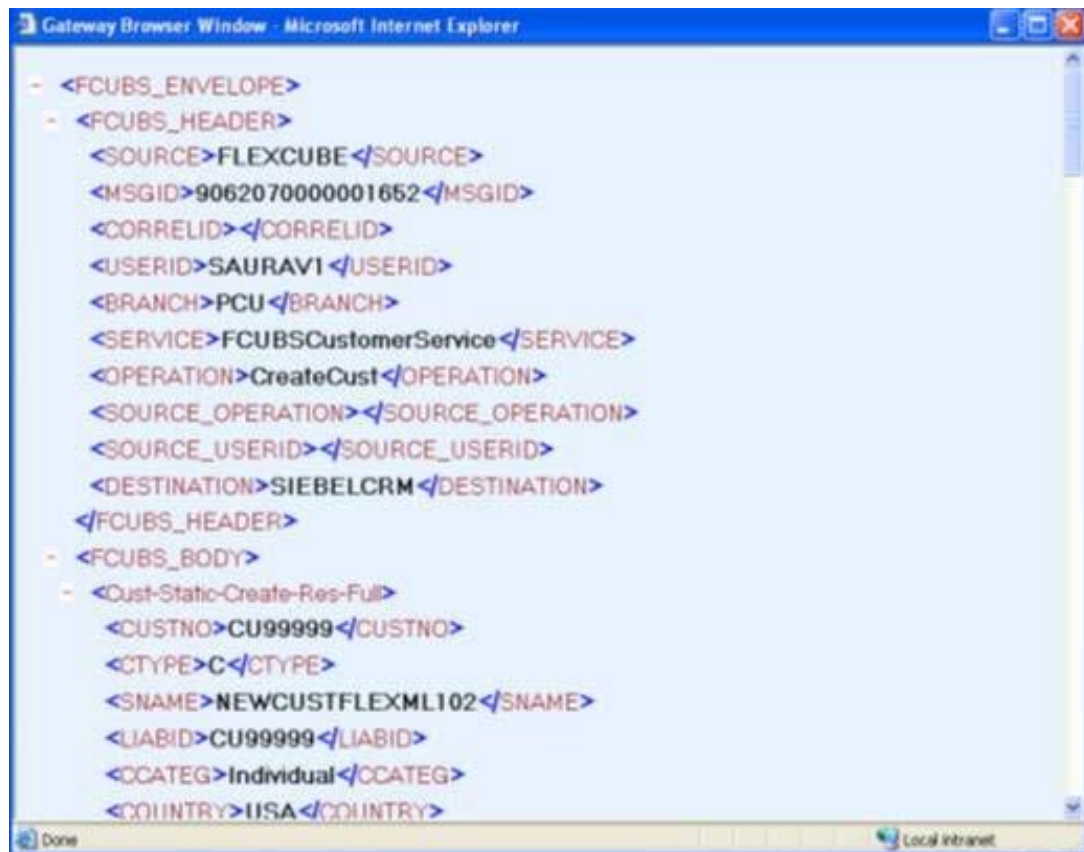 Gateway Browser Window - Microsoft Internet Explorer
- <FCUBS_ENVELOPE>
- <FCUBS_HEADER>
<SOURCE>FLEXCUBE</SOURCE>
<MSGID>9062070000001652</MSGID>
<CORRELID></CORRELID>
<USERID>SAURAV1</USERID>
<BRANCH>PCU</BRANCH>
<SERVICE>FCUBSCustomerService</SERVICE>
<OPERATION>CreateCust</OPERATION>
<SOURCE_OPERATION></SOURCE_OPERATION>
<SOURCE_USERID></SOURCE_USERID>
<DESTINATION>SIEBELCRM</DESTINATION>
</FCUBS_HEADER>
- <FCUBS_BODY>
- <Cust-Static-Create-Res-Full>
<CUSTNO>CU99999</CUSTNO>
<CTYPE>C</CTYPE>
<SNAME>NEWCUSTFLEXML102</SNAME>
<LIABID>CU99999</LIABID>
<CCATEG>Individual</CCATEG>
<COUNTRY>USA</COUNTRY>
Done Local intranet